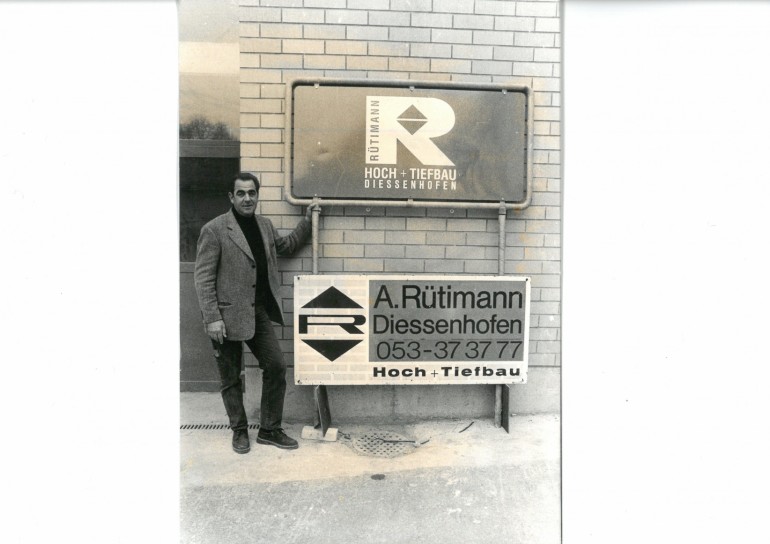 RÜTIMANN
R
HOCH + TIEFBAU
DIESSENHOFEN
R
A.Rütimann
Diessenhofen
053-37 37 77
Hoch + Tiefbau